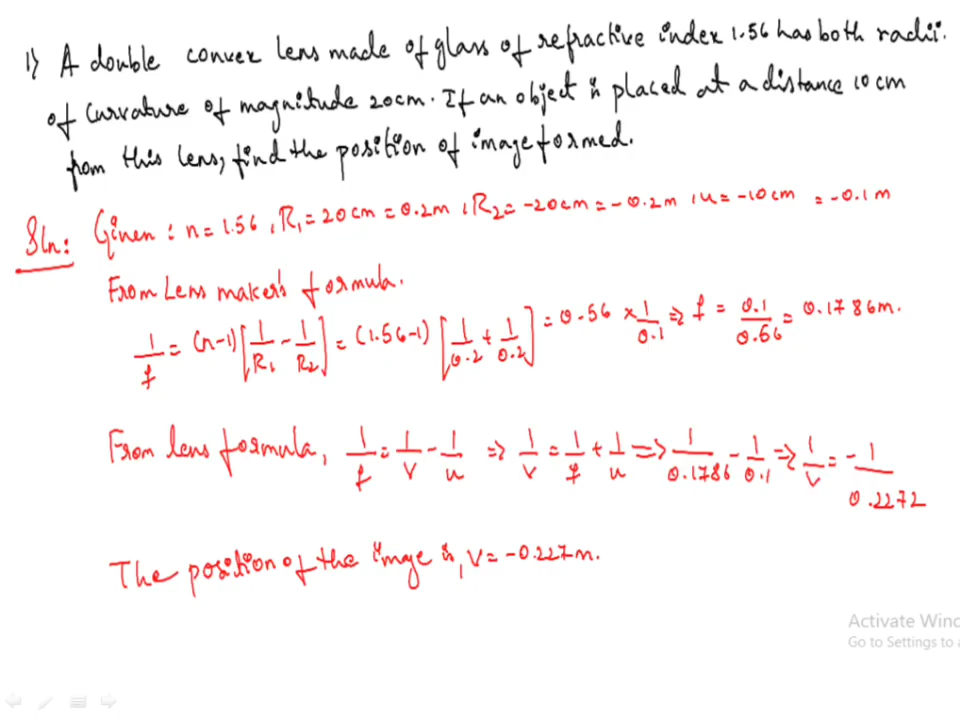 1) A double convex lens made of glass of refractive index 1.56 has both radii.
of curvature of magnitude 20cm. If an object is placed at a distance 10 cm
from this lens, find the position of image formed.
Sln: Given : n = 1.56, R₁ = 20 cm = 0.2m, R₂ = -20cm = -0.2m, u = -10cm = -0.1 m
From Lens maker's formula.
1/f = (n-1)[1/R₁ - 1/R₂] = (1.56-1)[1/0.2 + 1/0.2] = 0.56 × 1/0.1 ⇒ f = 0.1/0.56 = 0.1786m.
From lens formula, 1/f = 1/v - 1/u ⇒ 1/v = 1/f + 1/u ⇒ 1/0.1786 - 1/0.1 ⇒ 1/v = -1/0.2272
The position of the image is, V = -0.227m.
Activate Wind
Go to Settings to a